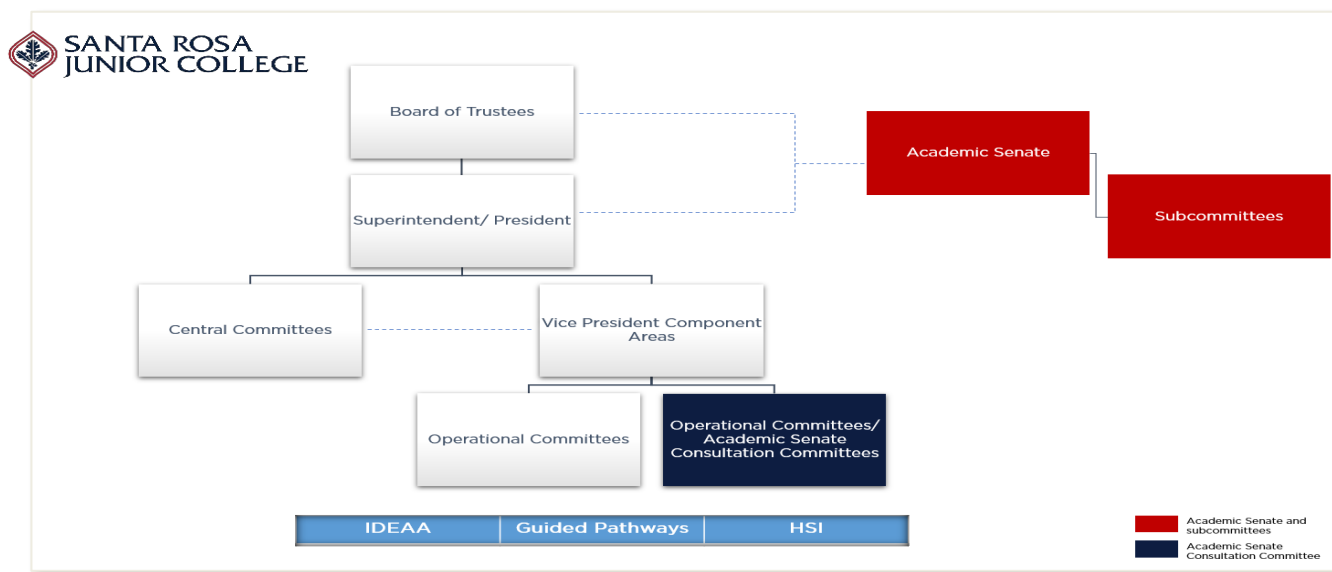 SANTA ROSA
JUNIOR COLLEGE
Board of Trustees
Academic Senate
Subcommittees
Superintendent/ President
Central Committees
Vice President Component
Areas
Operational Committees
Operational Committees/
Academic Senate
Consultation Committees
IDEAA
Guided Pathways
HSI
Academic Senate and
subcommittees
Academic Senate
Consultation Committee